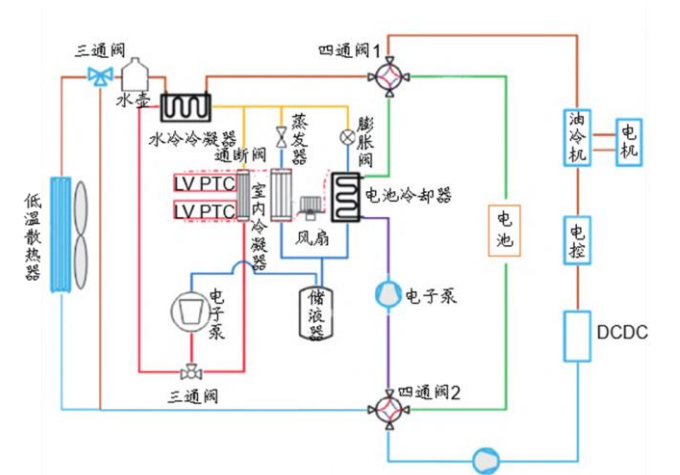 三通阀
四通阀1
水壶
水冷冷凝器
蒸发器
膨胀阀
油冷机
电机
通断阀
LV PTC
LV PTC
室内冷凝器
电池冷却器
低温散热器
风扇
电池
电控
电子泵
储液器
电子泵
DCDC
三通阀
四通阀2